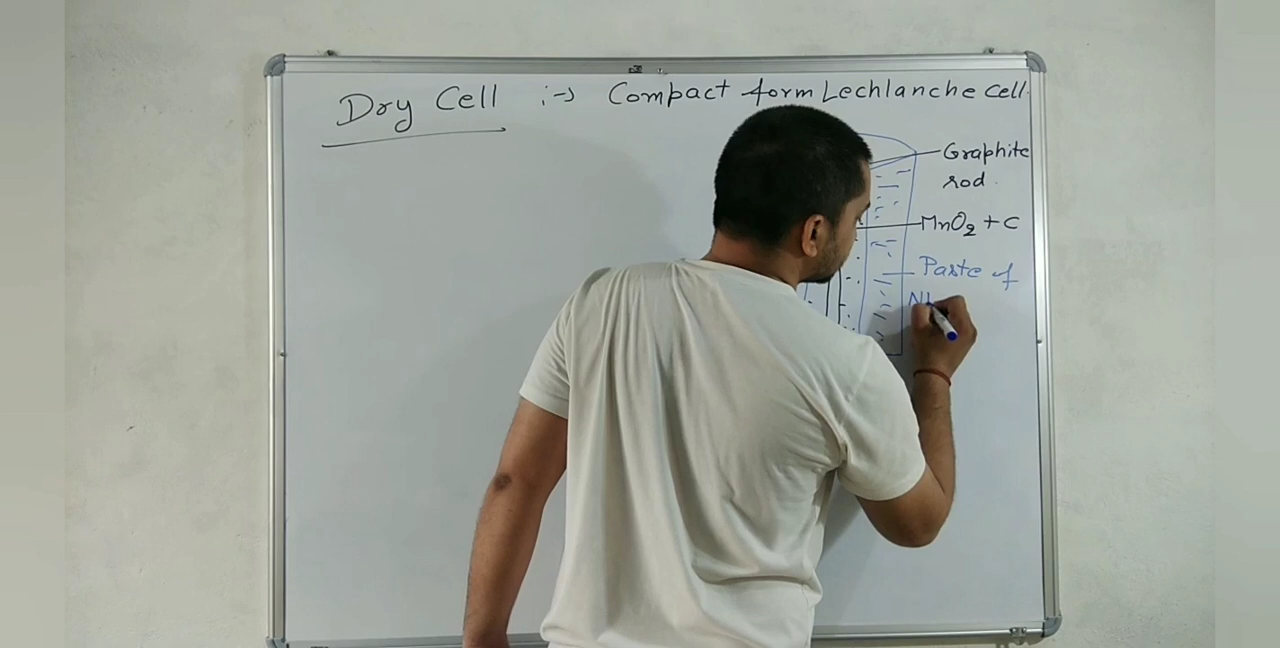 Dry Cell :→ Compact form Lechlanche Cell.
Graphite
rod.
MnO₂ + C
Paste of